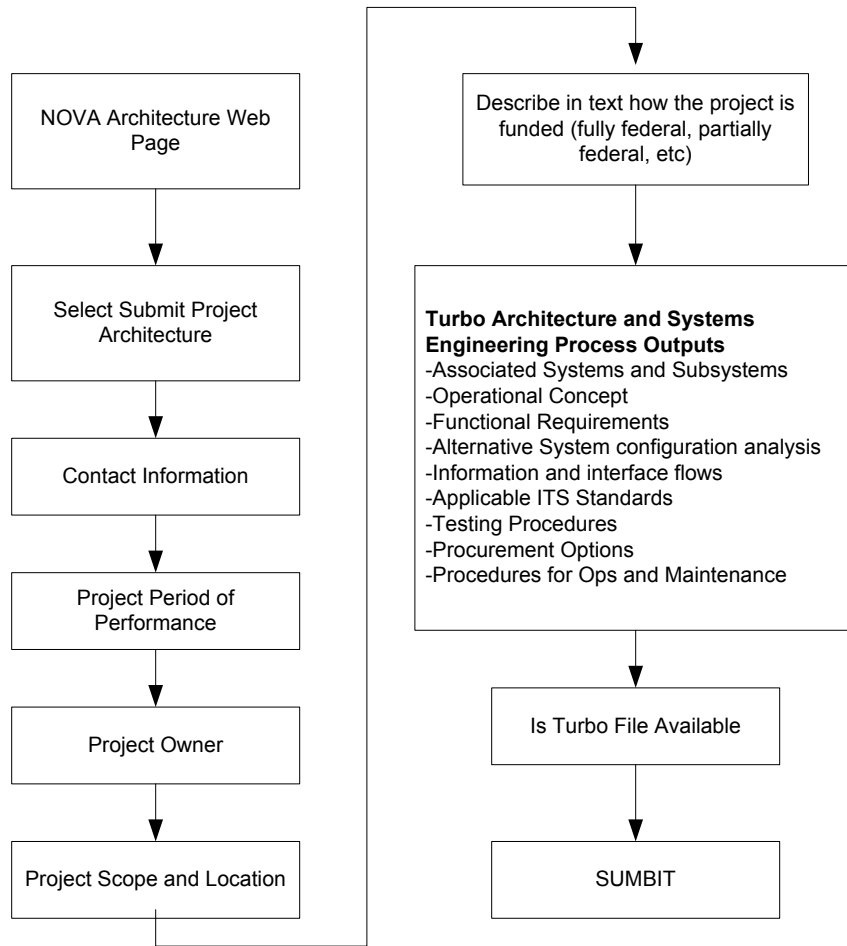 NOVA Architecture Web
Page
Select Submit Project
Architecture
Contact Information
Project Period of
Performance
Project Owner
Project Scope and Location
Describe in text how the project is
funded (fully federal, partially
federal, etc)
Turbo Architecture and Systems
Engineering Process Outputs
-Associated Systems and Subsystems
-Operational Concept
-Functional Requirements
-Alternative System configuration analysis
-Information and interface flows
-Applicable ITS Standards
-Testing Procedures
-Procurement Options
-Procedures for Ops and Maintenance
Is Turbo File Available
SUMBIT